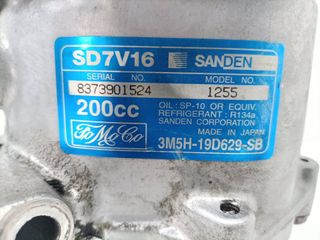 SD7V16 SANDEN
SERIAL NO. MODEL NO.
8373901524 1255
200cc
OIL : SP-10 OR EQUIV.
REFRIGERANT : R134a
SANDEN CORPORATION
MADE IN JAPAN
FoMoCo
3M5H-19D629-SB